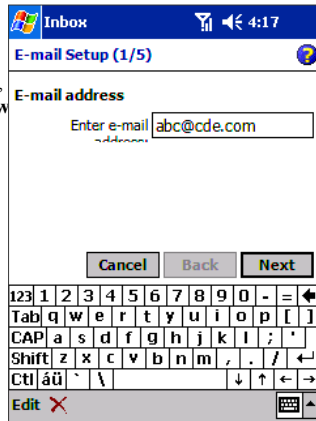 Inbox 4:17
E-mail Setup (1/5) ?
E-mail address
Enter e-mail abc@cde.com
address:
Cancel Back Next
123 1 2 3 4 5 6 7 8 9 0 - = ←
Tab q w e r t y u i o p [ ]
CAP a s d f g h j k l ; '
Shift z x c v b n m , . / ↵
Ctl áü ` \ ↓ ↑ ← →
Edit